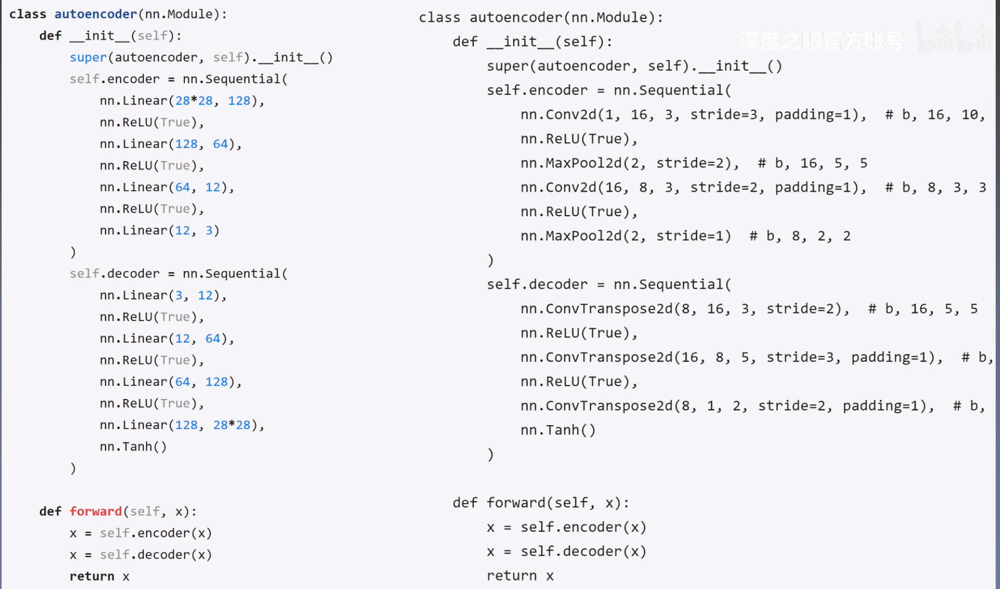 class autoencoder(nn.Module):
    def __init__(self):
        super(autoencoder, self).__init__()
        self.encoder = nn.Sequential(
            nn.Linear(28*28, 128),
            nn.ReLU(True),
            nn.Linear(128, 64),
            nn.ReLU(True),
            nn.Linear(64, 12),
            nn.ReLU(True),
            nn.Linear(12, 3)
        )
        self.decoder = nn.Sequential(
            nn.Linear(3, 12),
            nn.ReLU(True),
            nn.Linear(12, 64),
            nn.ReLU(True),
            nn.Linear(64, 128),
            nn.ReLU(True),
            nn.Linear(128, 28*28),
            nn.Tanh()
        )
    def forward(self, x):
        x = self.encoder(x)
        x = self.decoder(x)
        return x
class autoencoder(nn.Module):
    def __init__(self):
        super(autoencoder, self).__init__()
        self.encoder = nn.Sequential(
            nn.Conv2d(1, 16, 3, stride=3, padding=1),  # b, 16, 10,
            nn.ReLU(True),
            nn.MaxPool2d(2, stride=2),  # b, 16, 5, 5
            nn.Conv2d(16, 8, 3, stride=2, padding=1),  # b, 8, 3, 3
            nn.ReLU(True),
            nn.MaxPool2d(2, stride=1)  # b, 8, 2, 2
        )
        self.decoder = nn.Sequential(
            nn.ConvTranspose2d(8, 16, 3, stride=2),  # b, 16, 5, 5
            nn.ReLU(True),
            nn.ConvTranspose2d(16, 8, 5, stride=3, padding=1),  # b,
            nn.ReLU(True),
            nn.ConvTranspose2d(8, 1, 2, stride=2, padding=1),  # b,
            nn.Tanh()
        )
    def forward(self, x):
        x = self.encoder(x)
        x = self.decoder(x)
        return x
深度之眼官方账号 bilibili